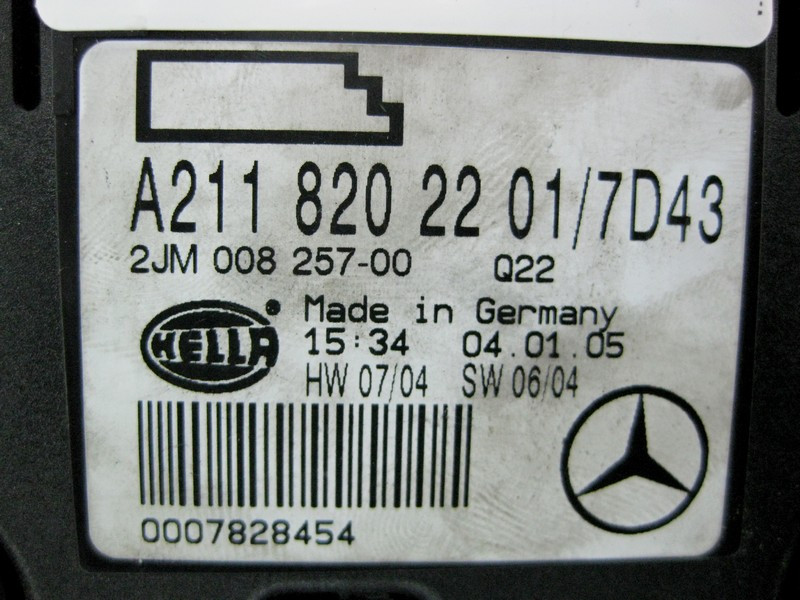 A211 820 22 01/7D43
2JM 008 257-00 Q22
HELLA
Made in Germany
15:34 04.01.05
HW 07/04 SW 06/04
0007828454